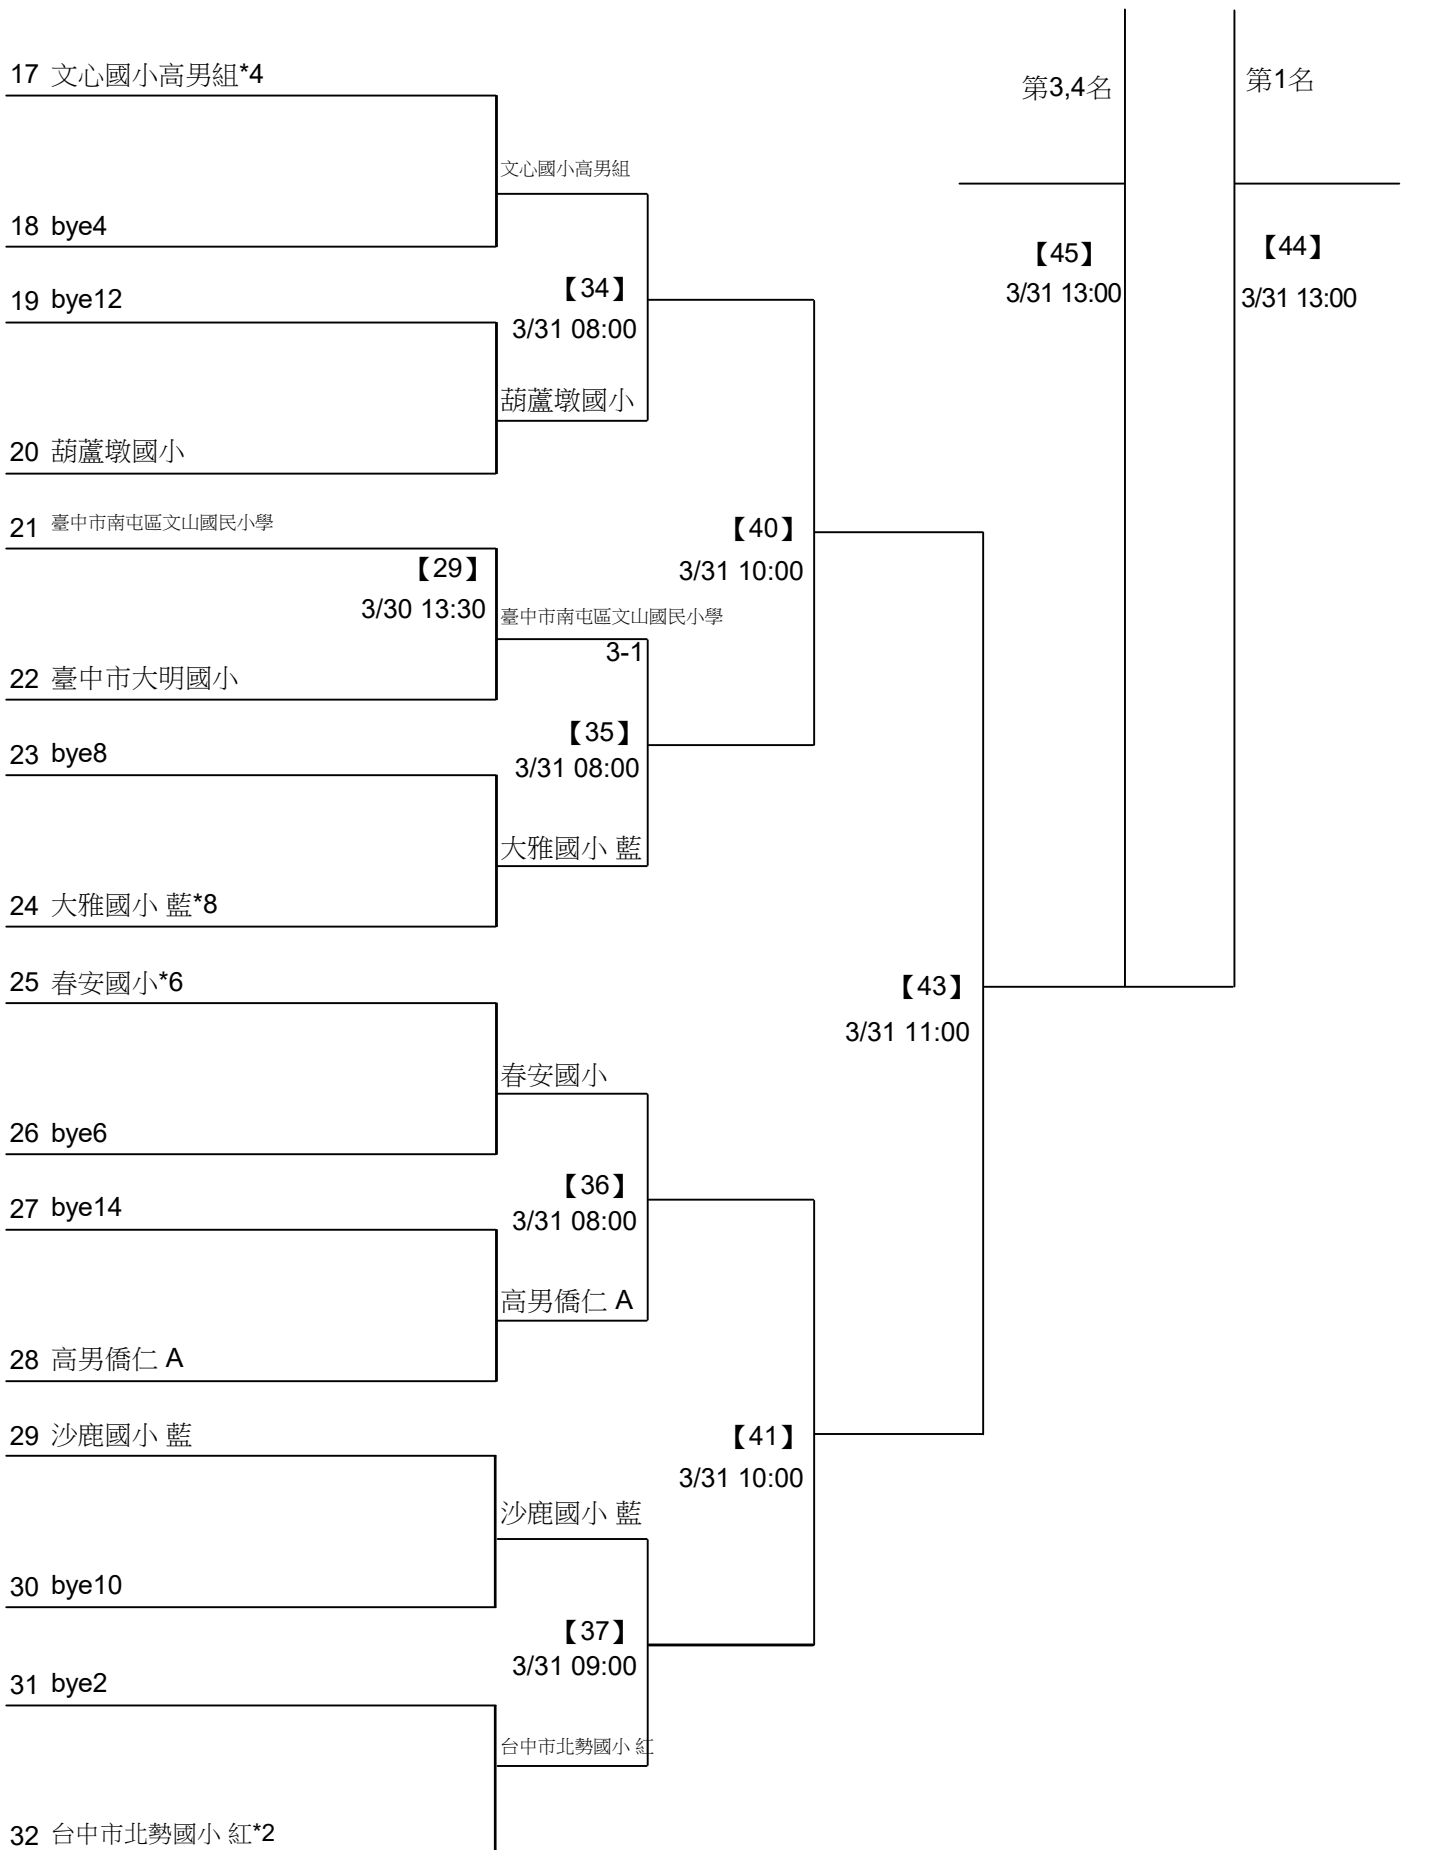 17 文心國小高男組*4
第3,4名
第1名
文心國小高男組
18 bye4
【45】
3/31 13:00
【44】
3/31 13:00
19 bye12
【34】
3/31 08:00
葫蘆墩國小
20 葫蘆墩國小
21 臺中市南屯區文山國民小學
【29】
3/30 13:30
【40】
3/31 10:00
臺中市南屯區文山國民小學
3-1
22 臺中市大明國小
23 bye8
【35】
3/31 08:00
大雅國小 藍
24 大雅國小 藍*8
25 春安國小*6
【43】
3/31 11:00
春安國小
26 bye6
27 bye14
【36】
3/31 08:00
高男僑仁 A
28 高男僑仁 A
29 沙鹿國小 藍
【41】
3/31 10:00
沙鹿國小 藍
30 bye10
【37】
3/31 09:00
31 bye2
台中市北勢國小 紅
32 台中市北勢國小 紅*2